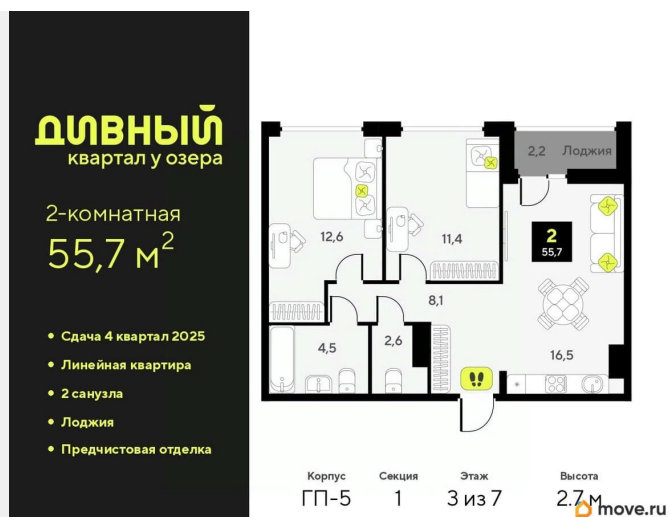 ДИВНЫЙ
квартал у озера
2-комнатная
55,7 м²
• Сдача 4 квартал 2025
• Линейная квартира
• 2 санузла
• Лоджия
• Предчистовая отделка
2,2 Лоджия
2
55,7
12,6
11,4
8,1
4,5
2,6
16,5
Корпус Секция Этаж Высота
ГП-5 1 3 из 7 2.7 м
move.ru